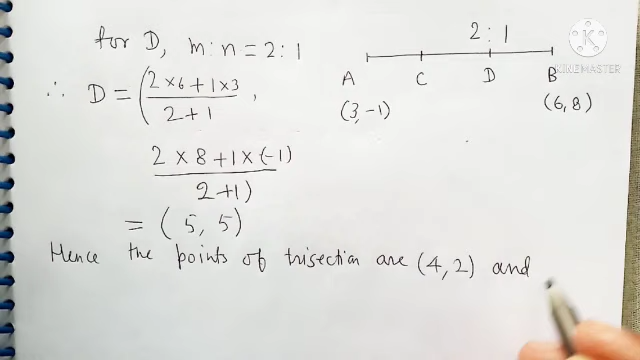 for D, m:n = 2:1
2 : 1
A C D B
(3,-1) (6,8)
∴ D = (2×6+1×3 / 2+1 ,
2×8+1×(-1) / 2+1)
= (5, 5)
Hence the points of trisection are (4,2) and
KINEMASTER